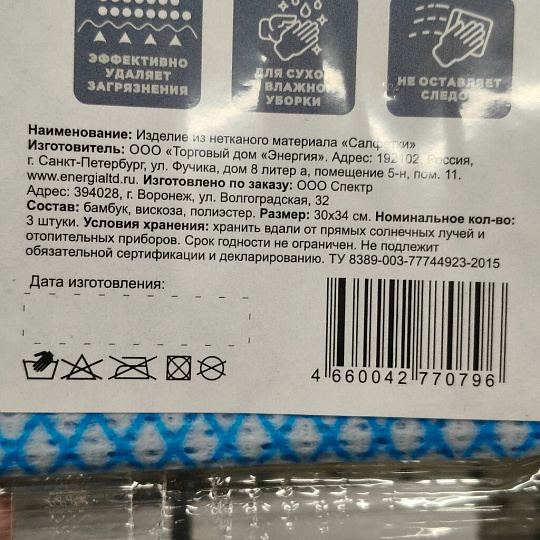 ЭФФЕКТИВНО
УДАЛЯЕТ
ЗАГРЯЗНЕНИЯ
ДЛЯ СУХОЙ
И ВЛАЖНОЙ
УБОРКИ
НЕ ОСТАВЛЯЕТ
СЛЕДОВ
Наименование: Изделие из нетканого материала «Салфетки»
Изготовитель: ООО «Торговый дом «Энергия». Адрес: 192102, Россия,
г. Санкт-Петербург, ул. Фучика, дом 8 литер а, помещение 5-н, пом. 11.
www.energialtd.ru. Изготовлено по заказу: ООО Спектр
Адрес: 394028, г. Воронеж, ул. Волгоградская, 32
Состав: бамбук, вискоза, полиэстер. Размер: 30х34 см. Номинальное кол-во:
3 штуки. Условия хранения: хранить вдали от прямых солнечных лучей и
отопительных приборов. Срок годности не ограничен. Не подлежит
обязательной сертификации и декларированию. ТУ 8389-003-77744923-2015
Дата изготовления:
4 660042 770796